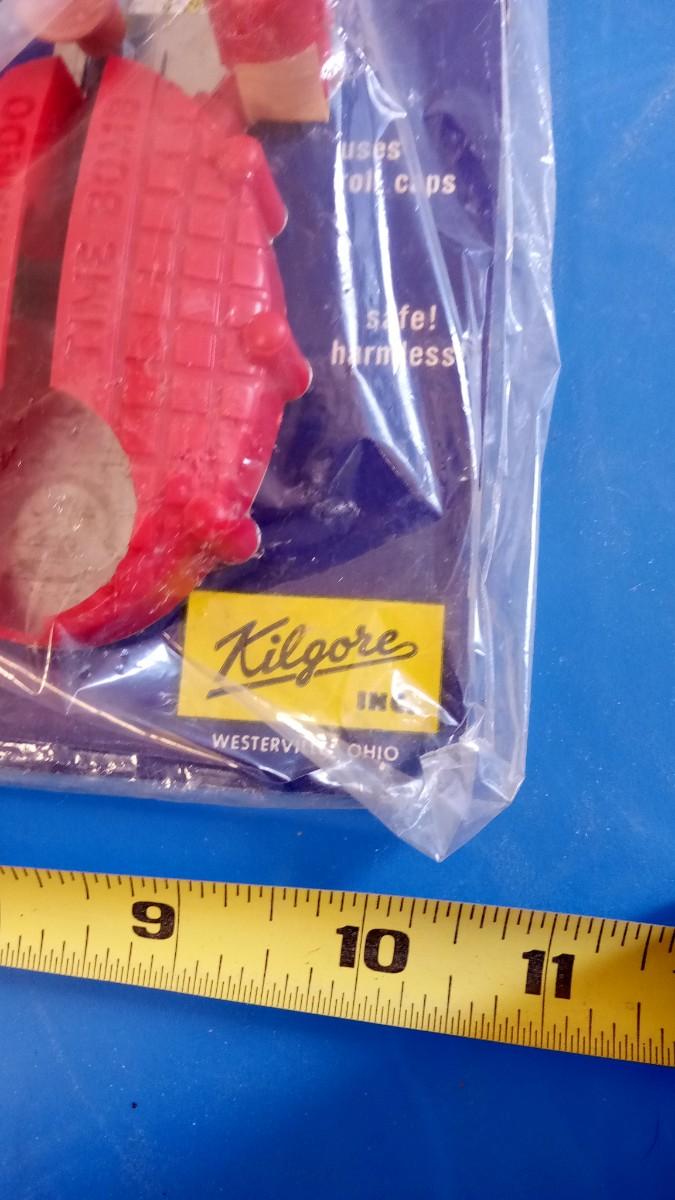 TIME BOMB
uses
roll caps
safe!
harmless
Kilgore
INC.
WESTERVILLE, OHIO
9 10 11